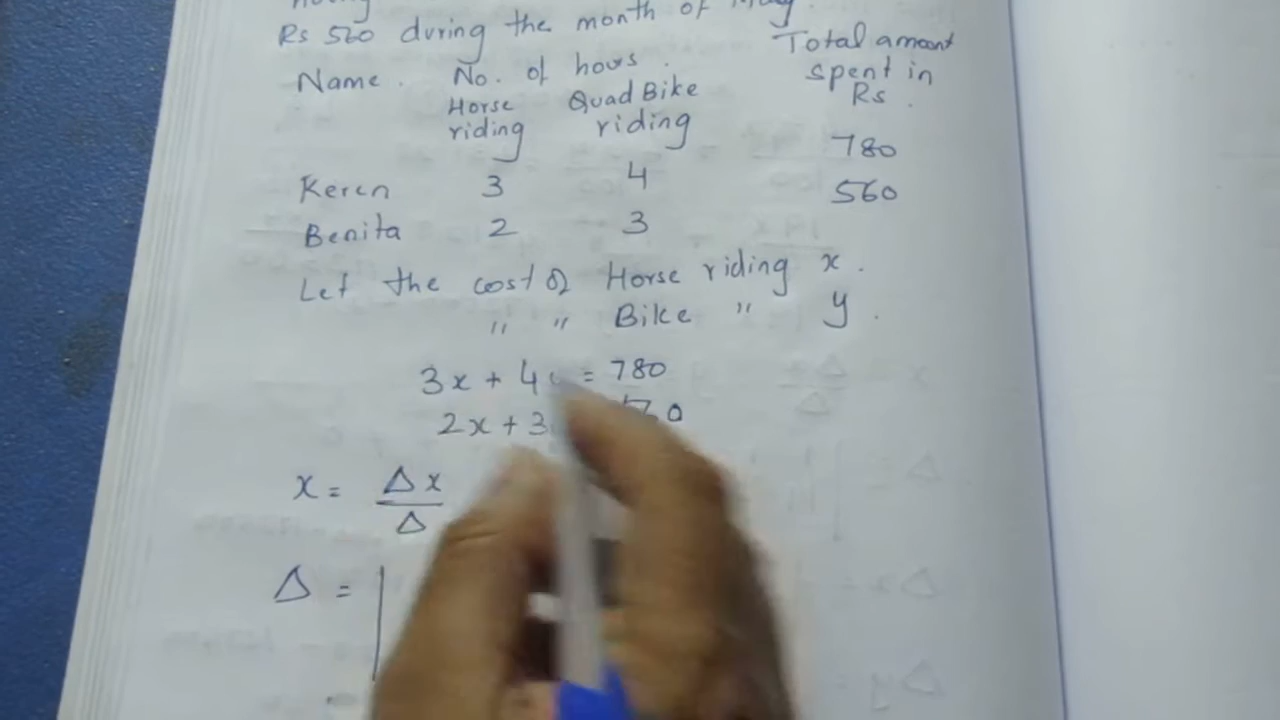 Rs 560 during the month of May.
Name. No. of hours. Total amount
Horse Quad Bike spent in
riding riding Rs.
780
Keren 3 4 560
Benita 2 3
Let the cost of Horse riding x.
" " Bike " y.
3x + 4 = 780
2x + 3 0
x = Δx
Δ
Δ =